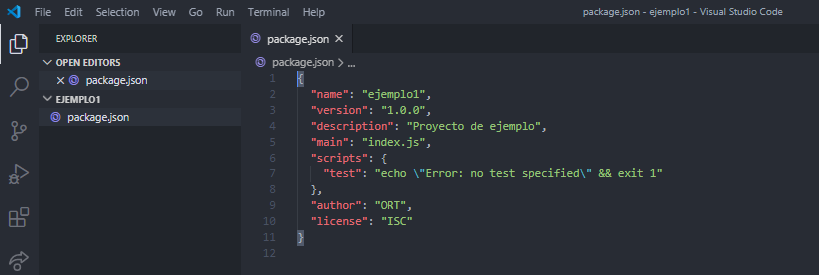 File Edit Selection View Go Run Terminal Help package.json - ejemplo1 - Visual Studio Code
EXPLORER
OPEN EDITORS
package.json
EJEMPLO1
package.json
package.json
package.json > ...
1 {
2 "name": "ejemplo1",
3 "version": "1.0.0",
4 "description": "Proyecto de ejemplo",
5 "main": "index.js",
6 "scripts": {
7 "test": "echo \"Error: no test specified\" && exit 1"
8 },
9 "author": "ORT",
10 "license": "ISC"
11 }
12